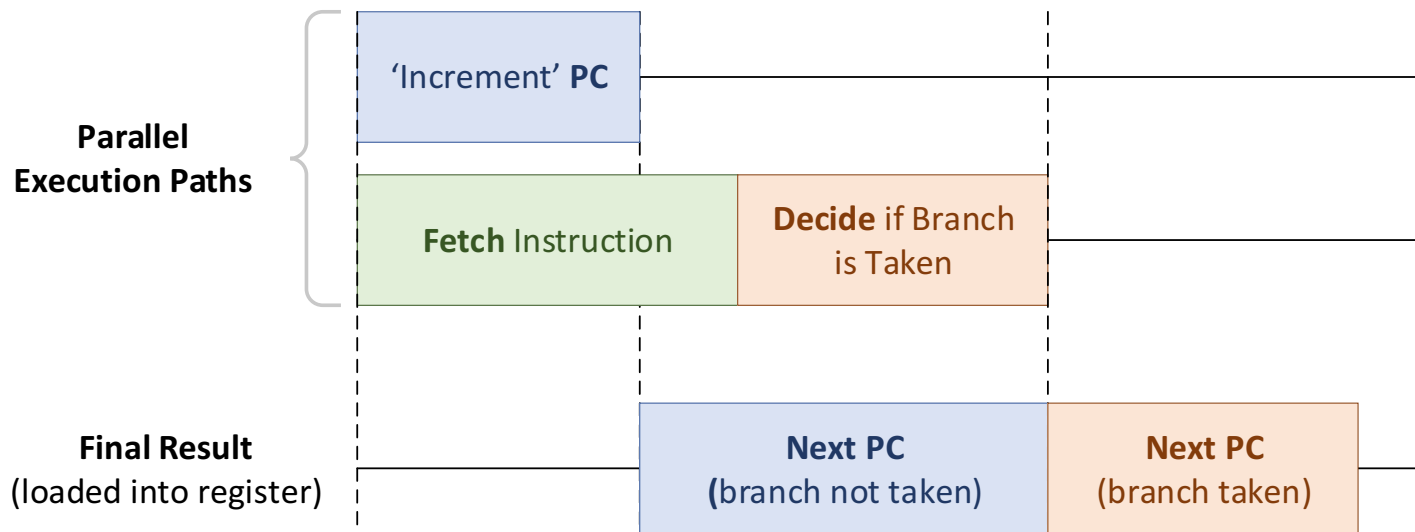 ‘Increment’ PC
Parallel
Execution Paths
Fetch Instruction
Decide if Branch
is Taken
Final Result
(loaded into register)
Next PC
(branch not taken)
Next PC
(branch taken)